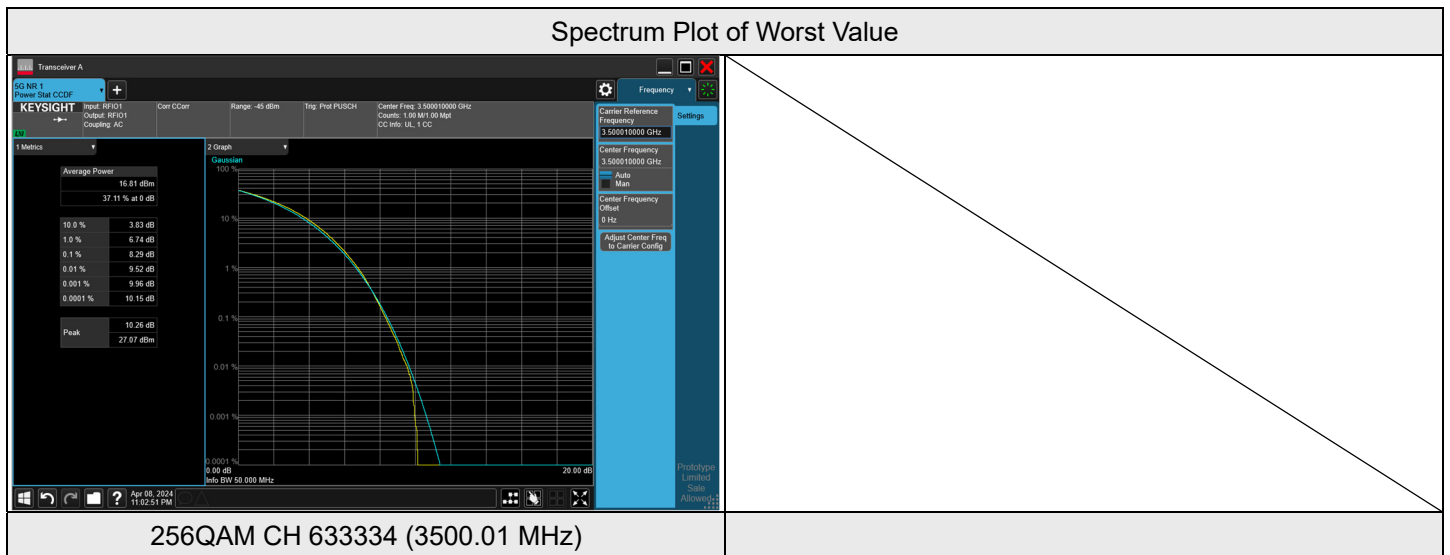 Spectrum Plot of Worst Value
Transceiver A
5G NR 1
Power Stat CCDF
+
Frequency
KEYSIGHT
Input: RFIO1
Output: RFIO1
Coupling: AC
Corr CCorr
Range: -45 dBm
Trig: Prot PUSCH
Center Freq: 3.500010000 GHz
Counts: 1.00 M/1.00 Mpt
CC Info: UL, 1 CC
1 Metrics
Average Power
16.81 dBm
37.11 % at 0 dB
10.0 % 3.83 dB
1.0 % 6.74 dB
0.1 % 8.29 dB
0.01 % 9.52 dB
0.001 % 9.96 dB
0.0001 % 10.15 dB
Peak
10.26 dB
27.07 dBm
2 Graph
Gaussian
100 %
10 %
1 %
0.1 %
0.01 %
0.001 %
0.0001 %
0.00 dB 20.00 dB
Info BW 50.000 MHz
Carrier Reference
Frequency
3.500010000 GHz
Center Frequency
3.500010000 GHz
Auto
Man
Center Frequency
Offset
0 Hz
Adjust Center Freq
to Carrier Config
Settings
Prototype
Limited
Sale
Allowed
?
Apr 08, 2024
11:02:51 PM
256QAM CH 633334 (3500.01 MHz)